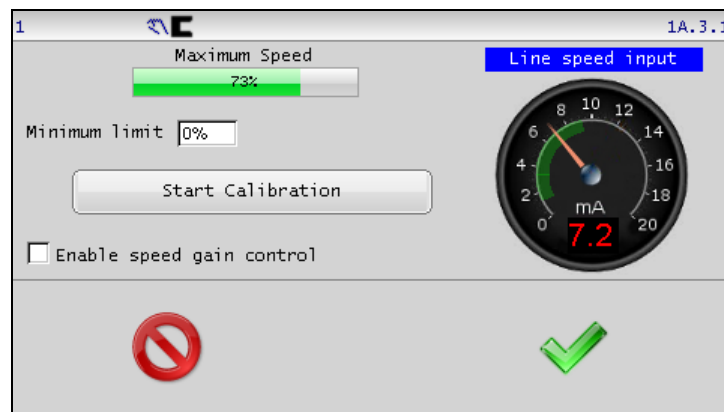 1
1A.3.1
Maximum Speed
73%
Minimum limit 0%
Start Calibration
Enable speed gain control
Line speed input
0 2 4 6 8 10 12 14 16 18 20
mA
7.2